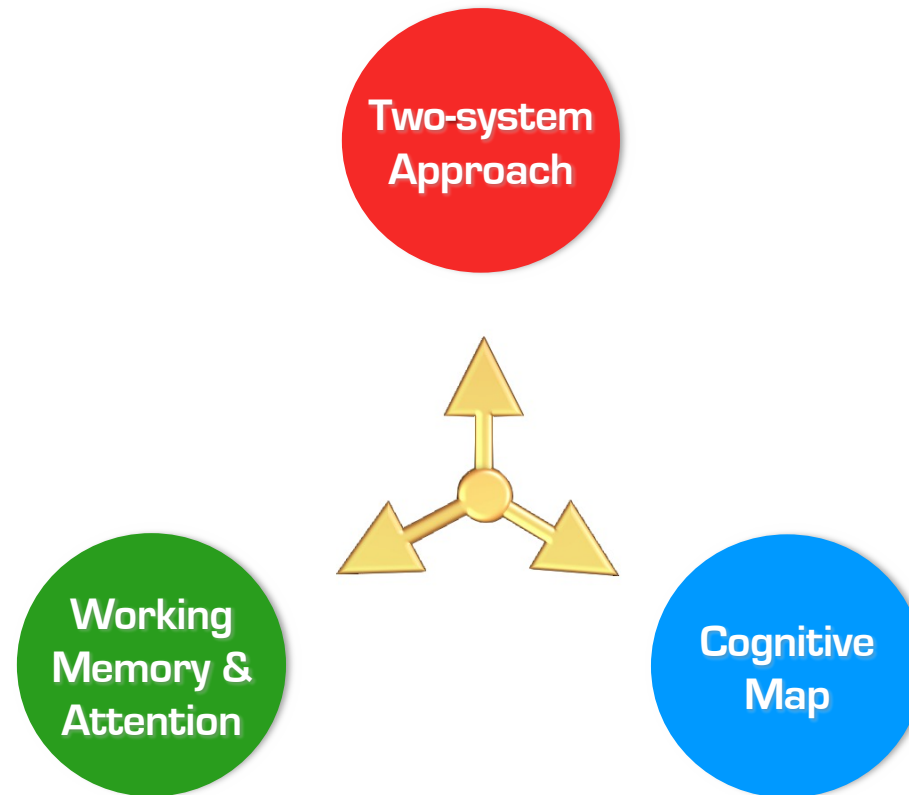 Two-system
Approach
Working
Memory &
Attention
Cognitive
Map